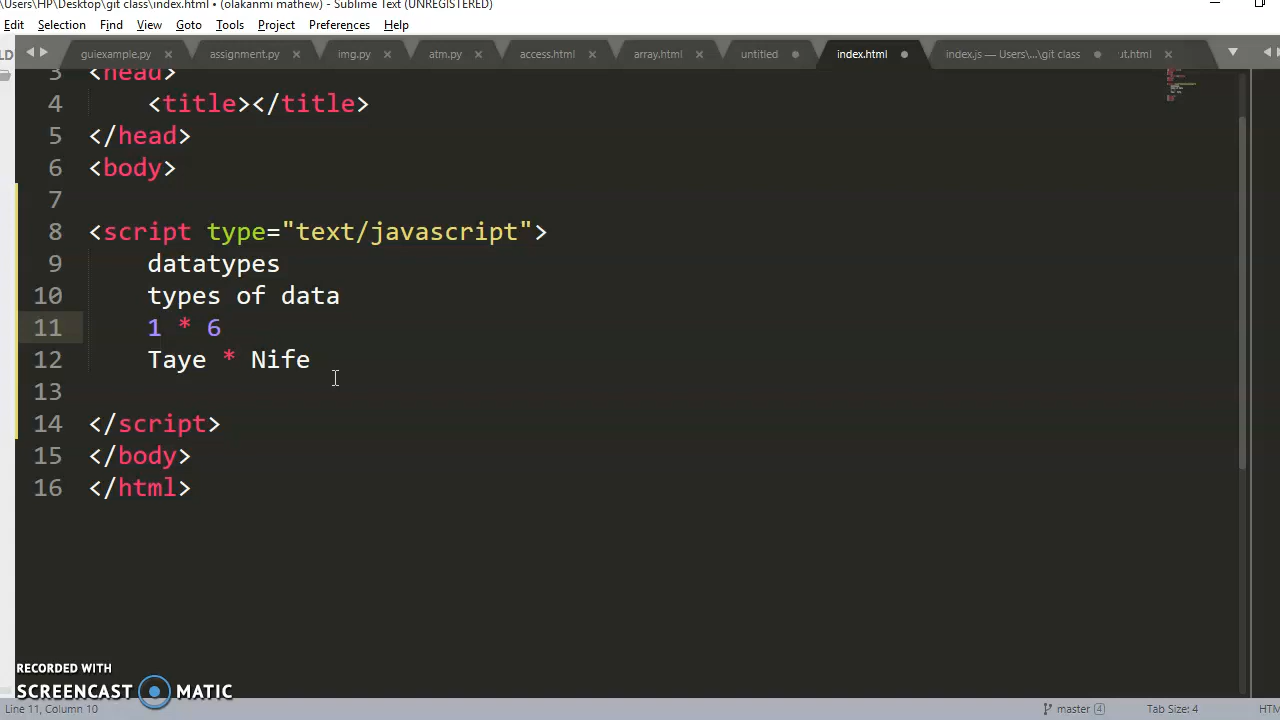 \Users\HP\Desktop\git class\index.html • (olakanmi mathew) - Sublime Text (UNREGISTERED)
Edit Selection Find View Goto Tools Project Preferences Help
guiexample.py × assignment.py × img.py × atm.py × access.html × array.html × untitled index.html index.js — Users\...\git class ut.html ×
3 <head>
4 <title></title>
5 </head>
6 <body>
7
8 <script type="text/javascript">
9 datatypes
10 types of data
11 1 * 6
12 Taye * Nife
13
14 </script>
15 </body>
16 </html>
RECORDED WITH
SCREENCAST MATIC
Line 11, Column 10 master 4 Tab Size: 4 HTM